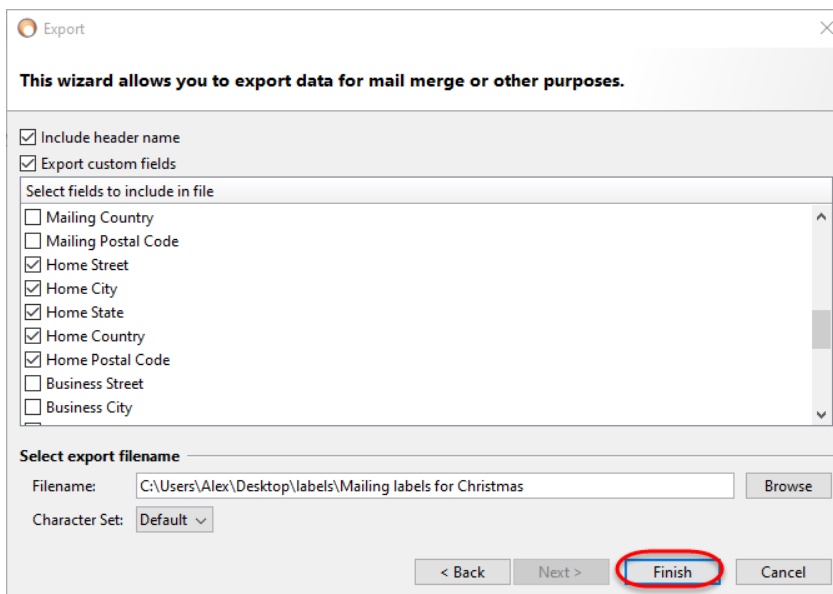 Export
This wizard allows you to export data for mail merge or other purposes.
Include header name
Export custom fields
Select fields to include in file
Mailing Country
Mailing Postal Code
Home Street
Home City
Home State
Home Country
Home Postal Code
Business Street
Business City
Select export filename
Filename: C:\Users\Alex\Desktop\labels\Mailing labels for Christmas Browse
Character Set: Default
< Back Next > Finish Cancel